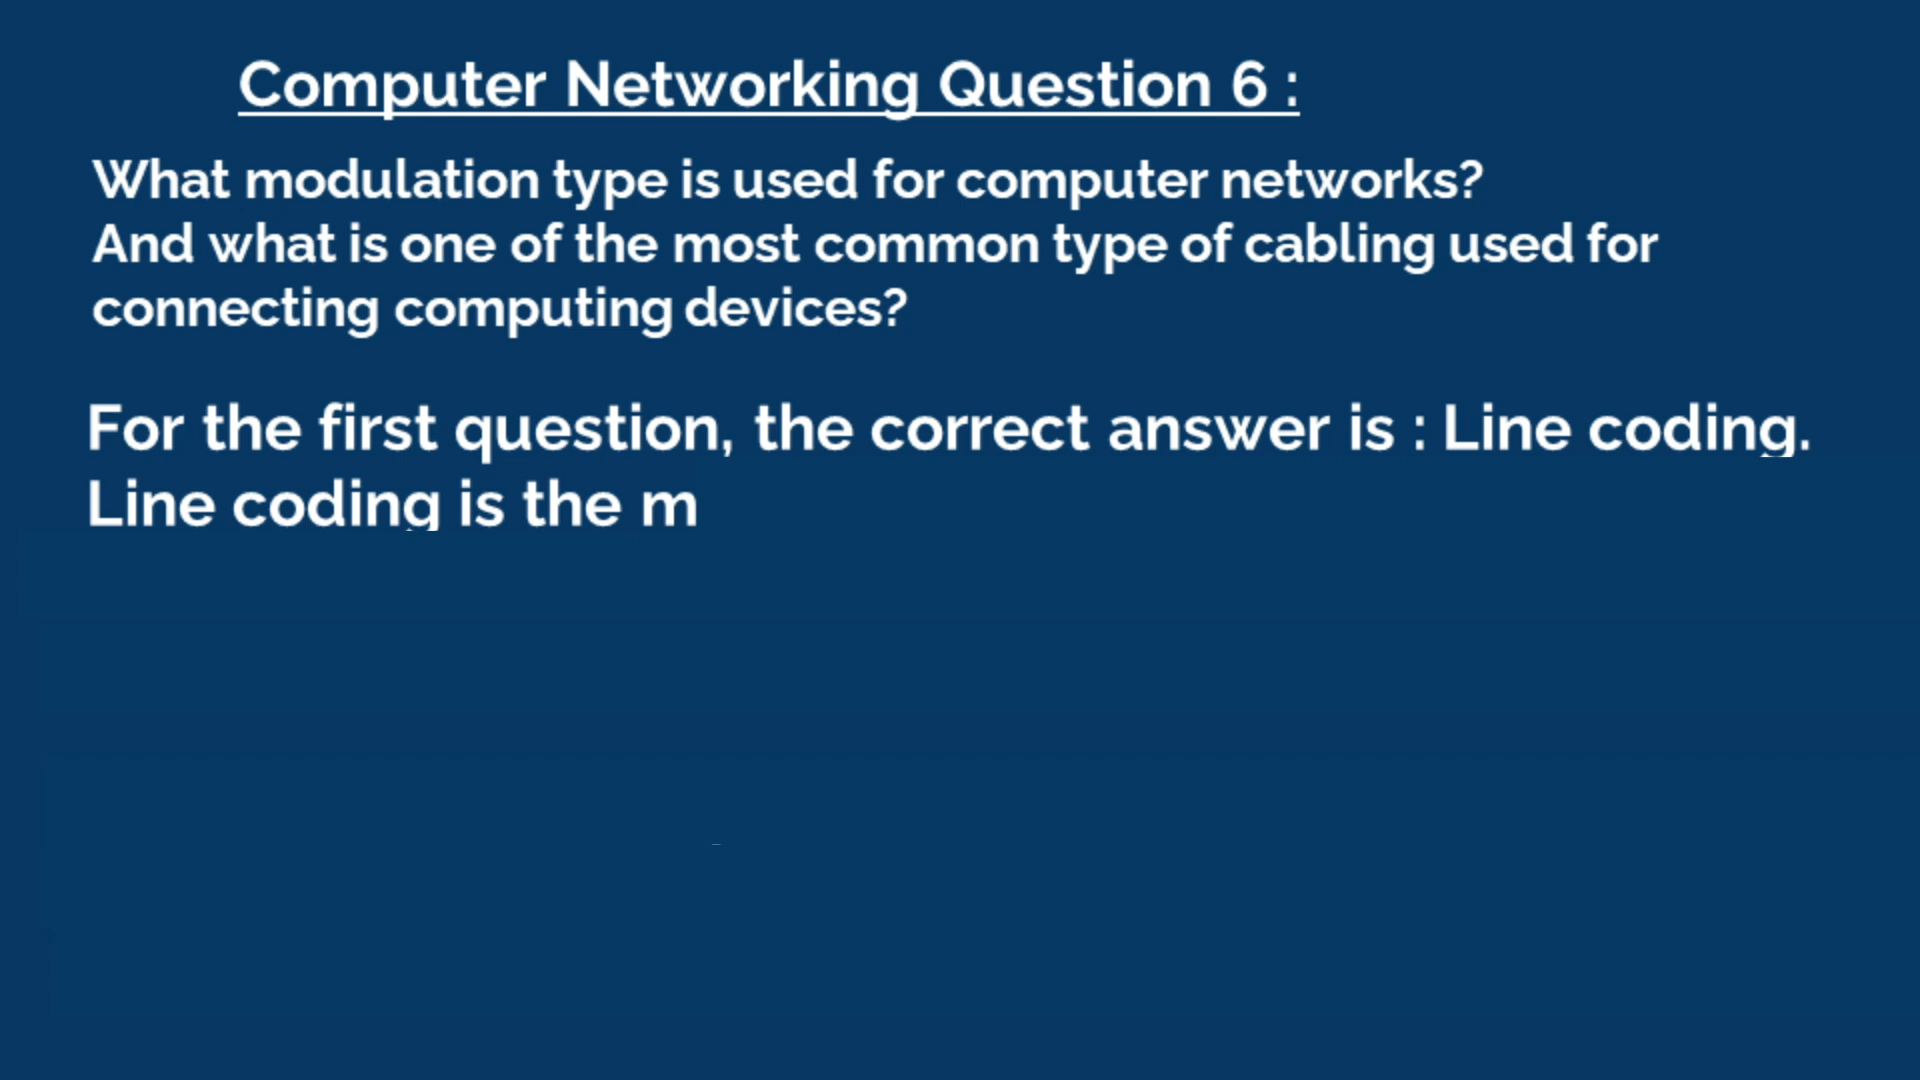 Computer Networking Question 6 :
What modulation type is used for computer networks?
And what is one of the most common type of cabling used for
connecting computing devices?
For the first question, the correct answer is : Line coding.
Line coding is the m